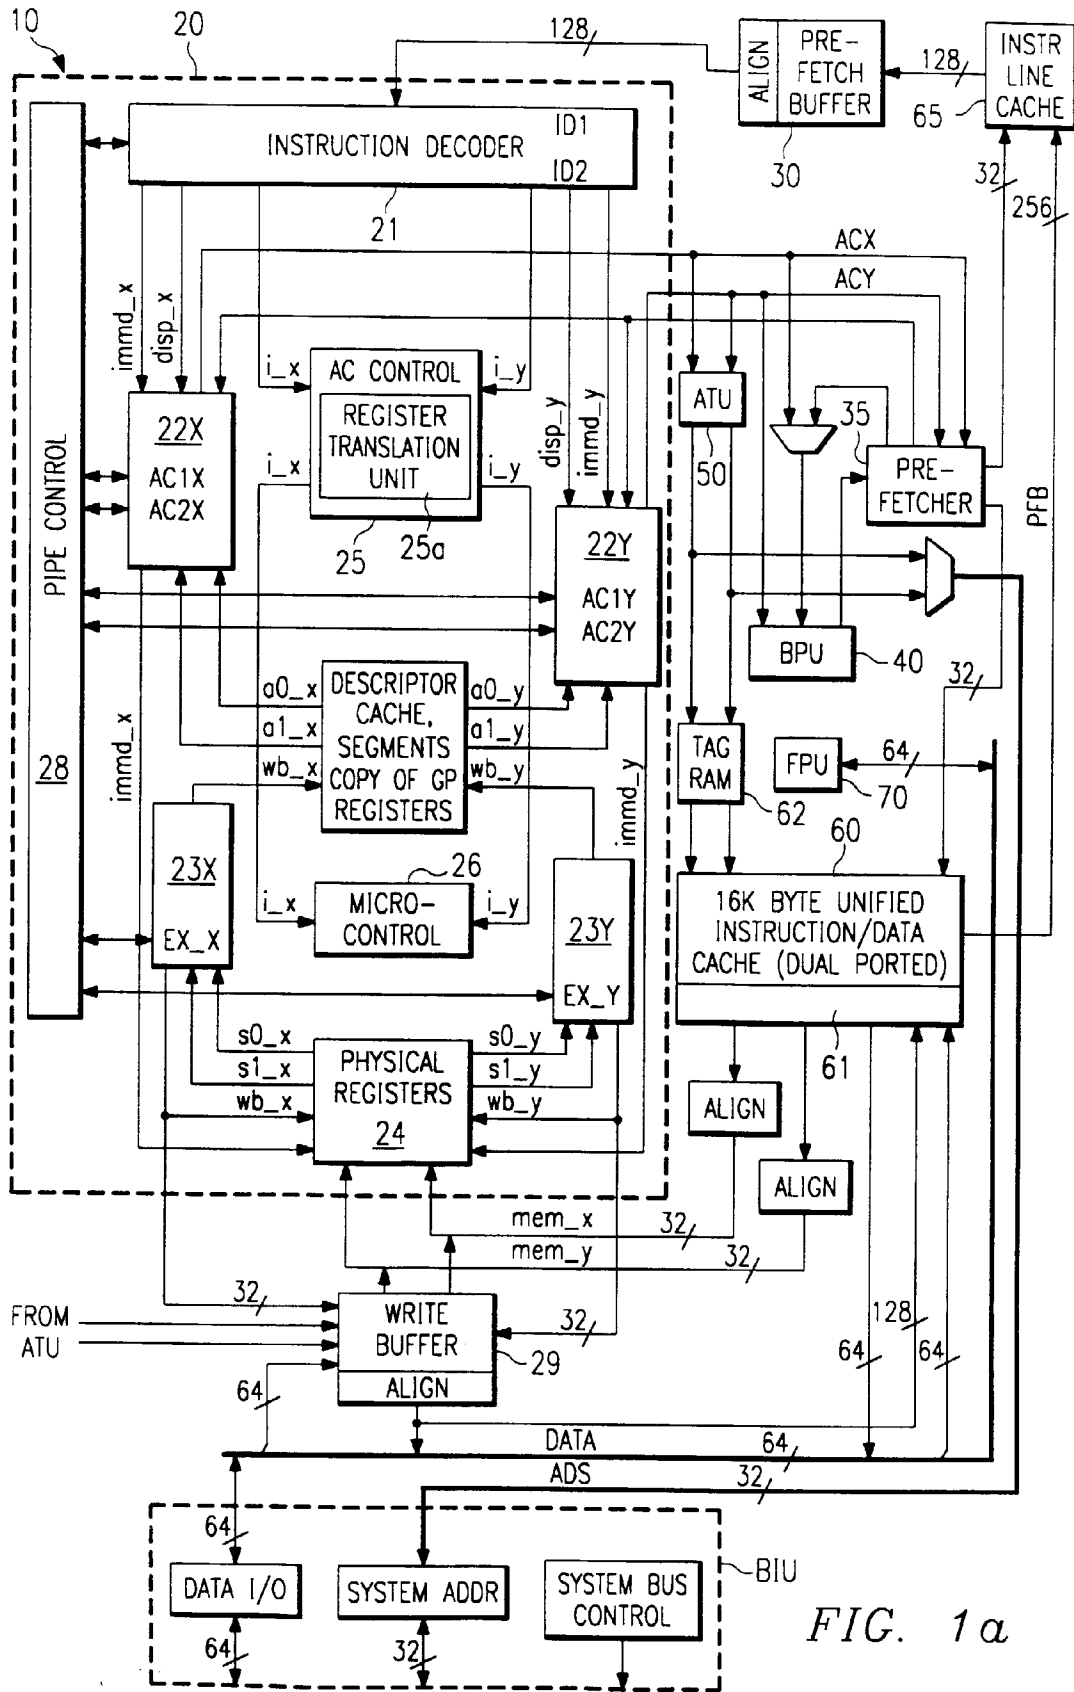 10
20
128
ALIGN
PRE-
FETCH
BUFFER
30
128
INSTR
LINE
CACHE
65
32
256
PFB
INSTRUCTION DECODER
ID1
ID2
21
ACX
ACY
immd_x
disp_x
i_x
AC CONTROL
i_y
REGISTER
TRANSLATION
UNIT
i_x
i_y
25
25a
disp_y
immd_y
22X
AC1X
AC2X
PIPE CONTROL
28
22Y
AC1Y
AC2Y
ATU
50
35
PRE-
FETCHER
BPU
40
32
immd_x
a0_x
a1_x
wb_x
DESCRIPTOR
CACHE,
SEGMENTS
COPY OF GP
REGISTERS
a0_y
a1_y
wb_y
immd_y
TAG
RAM
62
FPU
70
64
23X
EX_X
26
i_x
MICRO-
CONTROL
i_y
23Y
EX_Y
60
16K BYTE UNIFIED
INSTRUCTION/DATA
CACHE (DUAL PORTED)
61
s0_x
s1_x
wb_x
PHYSICAL
REGISTERS
24
s0_y
s1_y
wb_y
ALIGN
ALIGN
mem_x
32
mem_y
32
FROM
ATU
32
WRITE
BUFFER
ALIGN
29
32
64
128
64
64
DATA
64
ADS
32
64
DATA I/O
64
SYSTEM ADDR
32
SYSTEM BUS
CONTROL
BIU
FIG. 1a